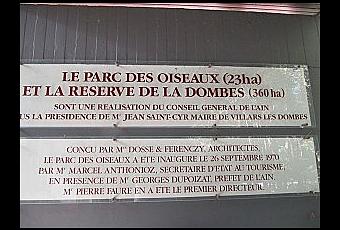 LE PARC DES OISEAUX (23ha)
ET LA RESERVE DE LA DOMBES (360ha)
SONT UNE REALISATION DU CONSEIL GENERAL DE L'AIN
US LA PRESIDENCE DE Mr JEAN SAINT-CYR MAIRE DE VILLARS LES DOMBES
CONÇU PAR Mrs DOSSE & FERENCZY, ARCHITECTES,
LE PARC DES OISEAUX A ETE INAUGURE LE 26 SEPTEMBRE 1970
PAR Mr MARCEL ANTHONIOZ, SECRETAIRE D'ETAT AU TOURISME,
EN PRESENCE DE Mr GEORGES DUPOIZAT, PREFET DE L'AIN.
Mr PIERRE FAURE EN A ETE LE PREMIER DIRECTEUR.